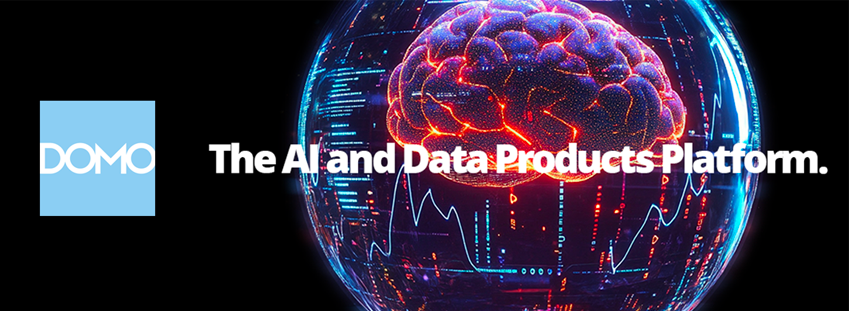 DOMO
The AI and Data Products Platform.